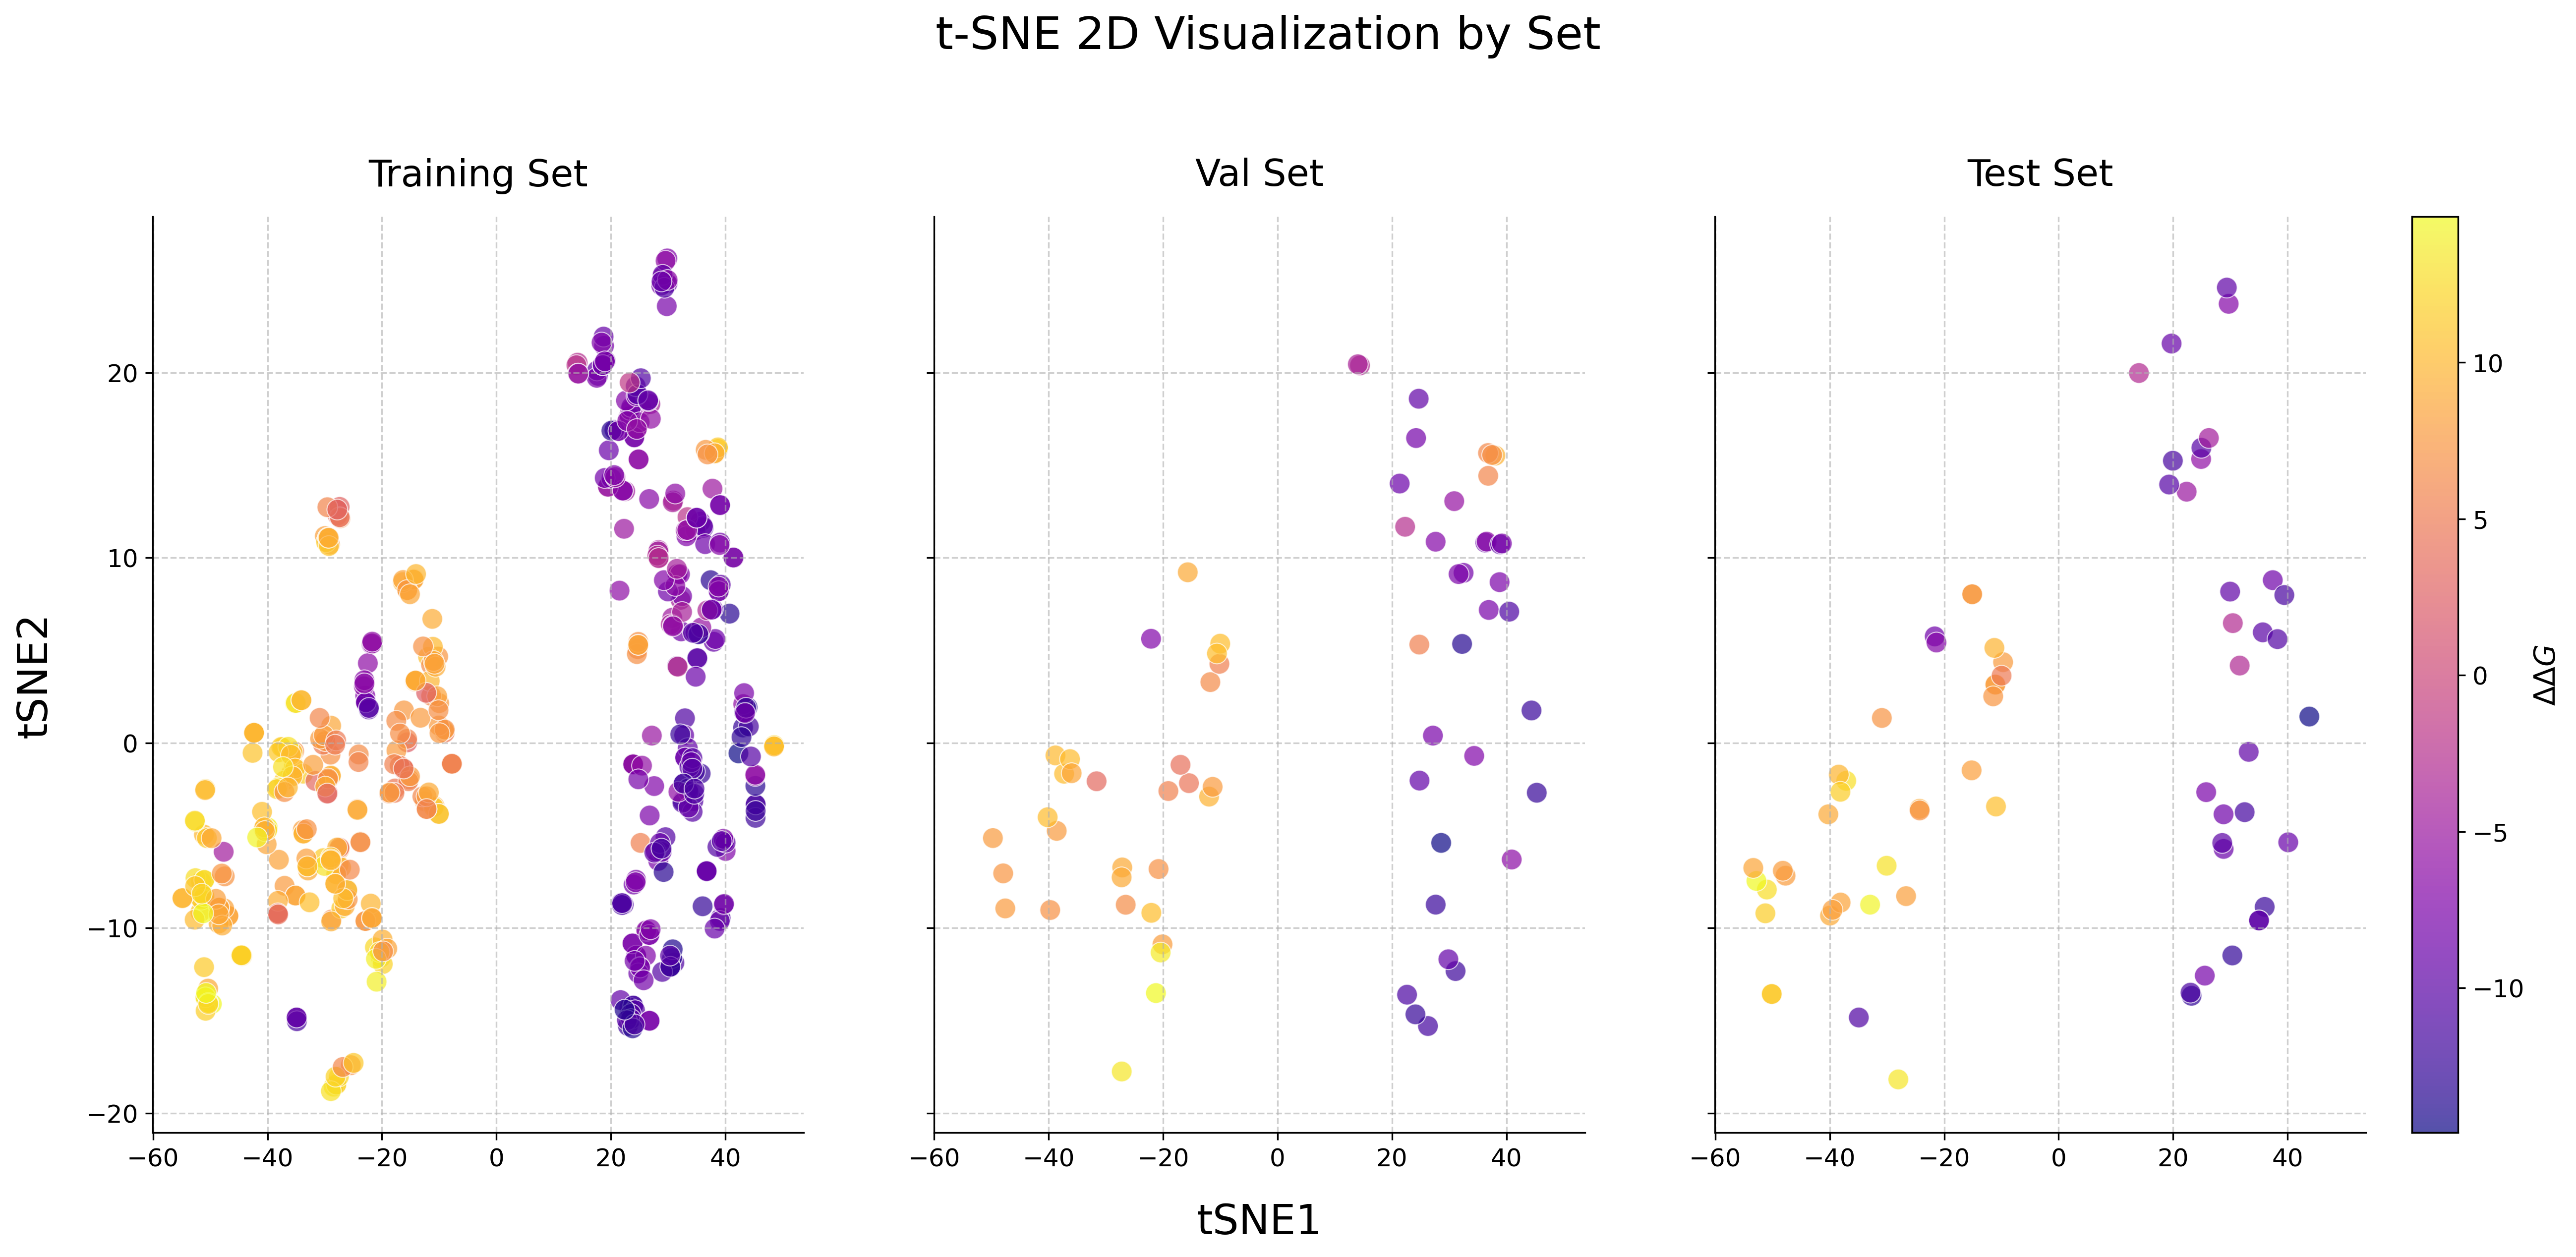 t-SNE 2D Visualization by Set
Training Set
Val Set
Test Set
tSNE2
20
10
0
−10
−20
−60 −40 −20 0 20 40
−60 −40 −20 0 20 40
−60 −40 −20 0 20 40
tSNE1
10
5
0
−5
−10
ΔΔG